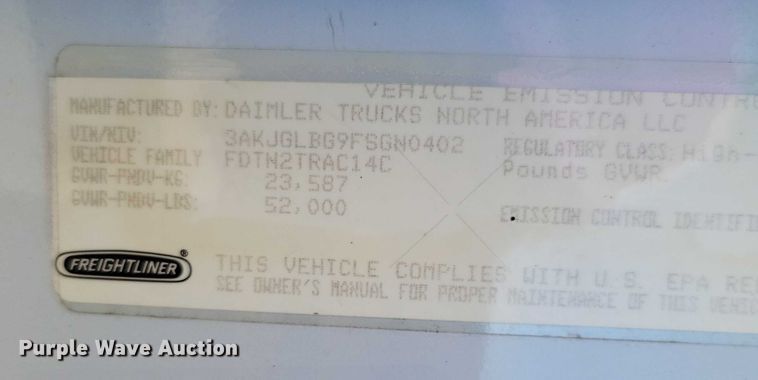 VEHICLE EMISSION CONTRO
MANUFACTURED BY: DAIMLER TRUCKS NORTH AMERICA LLC
VIN/NIV: 3AKJGLBG9FSGN0402 REGULATORY CLASS: High-
VEHICLE FAMILY FDTN2TRAC14C Pounds GVWR
GVWR-PNDV-KG: 23,587
GVWR-PNDV-LBS: 52,000 EMISSION CONTROL IDENTIFI
FREIGHTLINER®
THIS VEHICLE COMPLIES WITH U.S. EPA RE
SEE OWNER'S MANUAL FOR PROPER MAINTENANCE OF THIS VEHIC
Purple Wave Auction